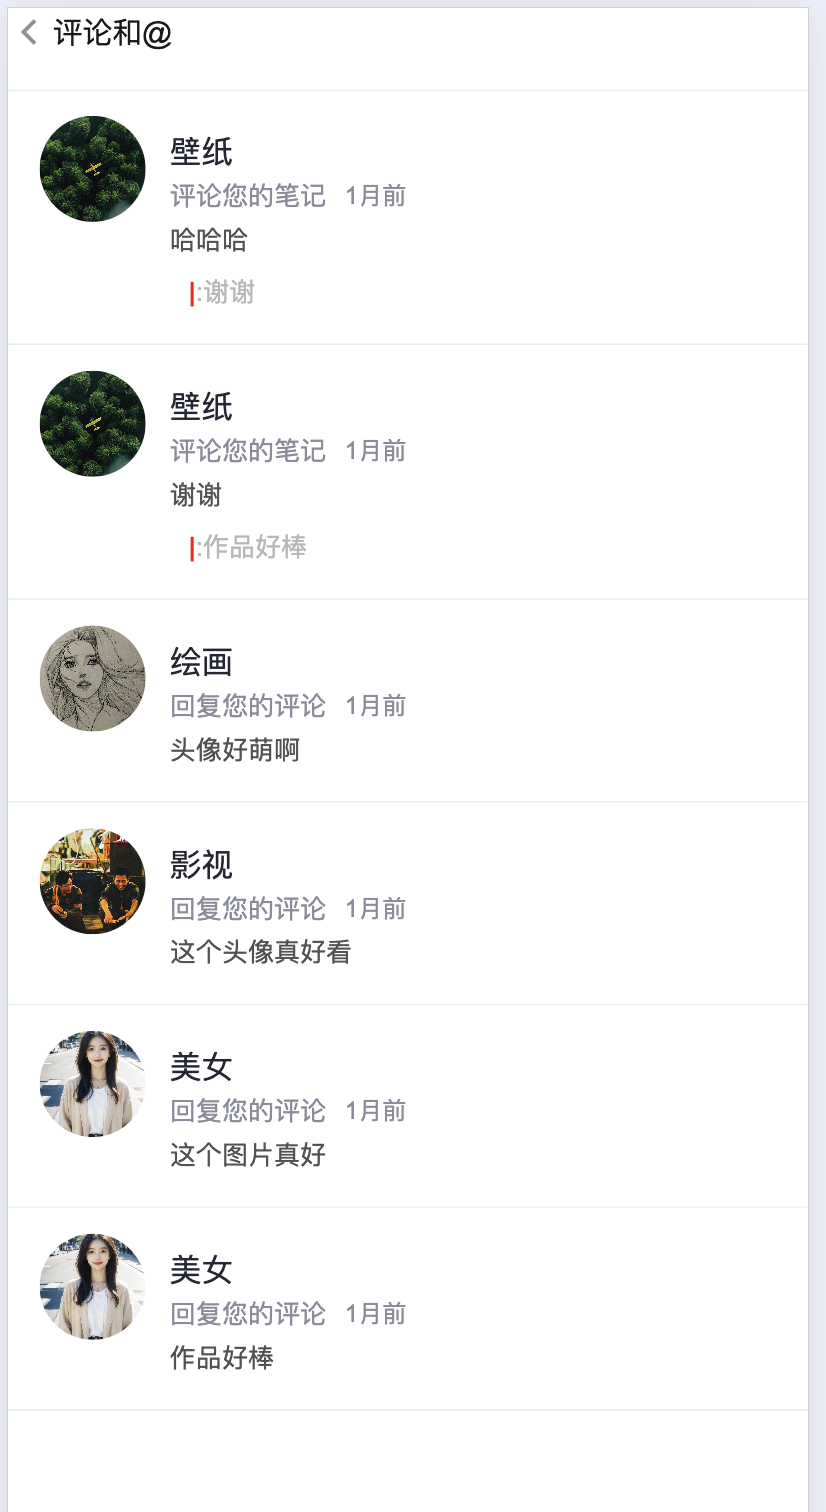 评论和@
壁纸
评论您的笔记 1月前
哈哈哈
|:谢谢
壁纸
评论您的笔记 1月前
谢谢
|:作品好棒
绘画
回复您的评论 1月前
头像好萌啊
影视
回复您的评论 1月前
这个头像真好看
美女
回复您的评论 1月前
这个图片真好
美女
回复您的评论 1月前
作品好棒